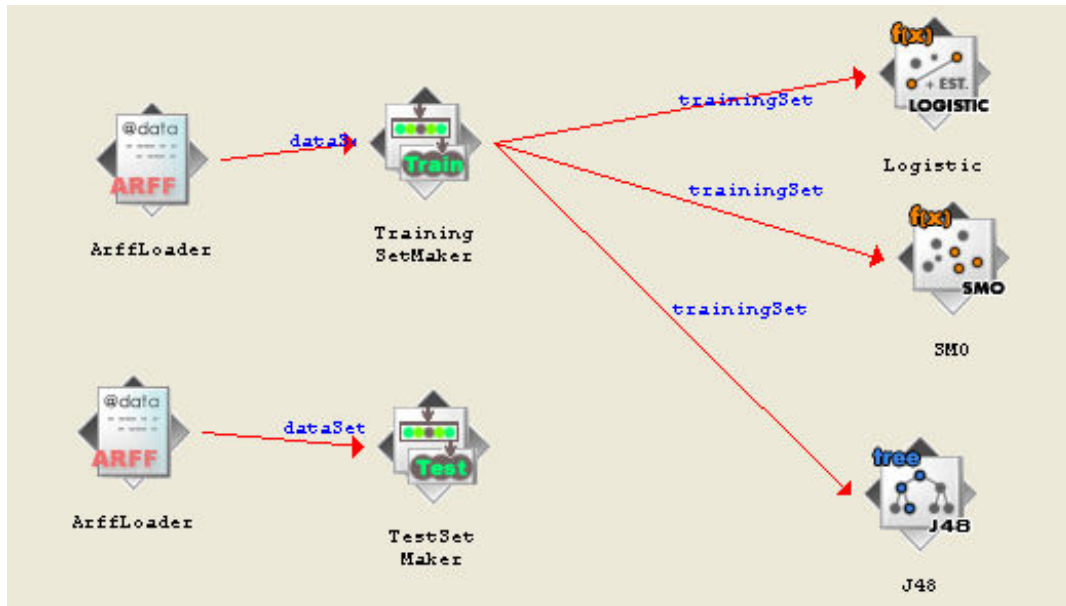 f(x)
+ EST.
LOGISTIC
Logistic
trainingSet
@data
ARFF
ArffLoader
dataSe
Train
Training
SetMaker
trainingSet
f(x)
SMO
SMO
trainingSet
@data
ARFF
ArffLoader
dataSet
Test
TestSet
Maker
tree
J48
J48